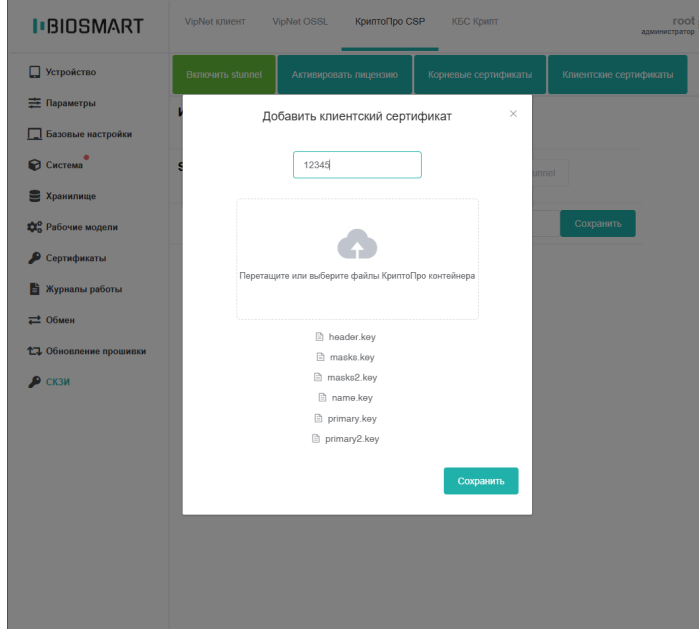 BIOSMART
VipNet клиент
VipNet OSSL
КриптоПро CSP
КБС Крипт
root
администратор
Устройство
Параметры
Базовые настройки
Система
Хранилище
Рабочие модели
Сертификаты
Журналы работы
Обмен
Обновление прошивки
СКЗИ
Включить stunnel
Активировать лицензию
Корневые сертификаты
Клиентские сертификаты
Добавить клиентский сертификат
12345
Перетащите или выберите файлы КриптоПро контейнера
header.key
masks.key
masks2.key
name.key
primary.key
primary2.key
Сохранить
Сохранить